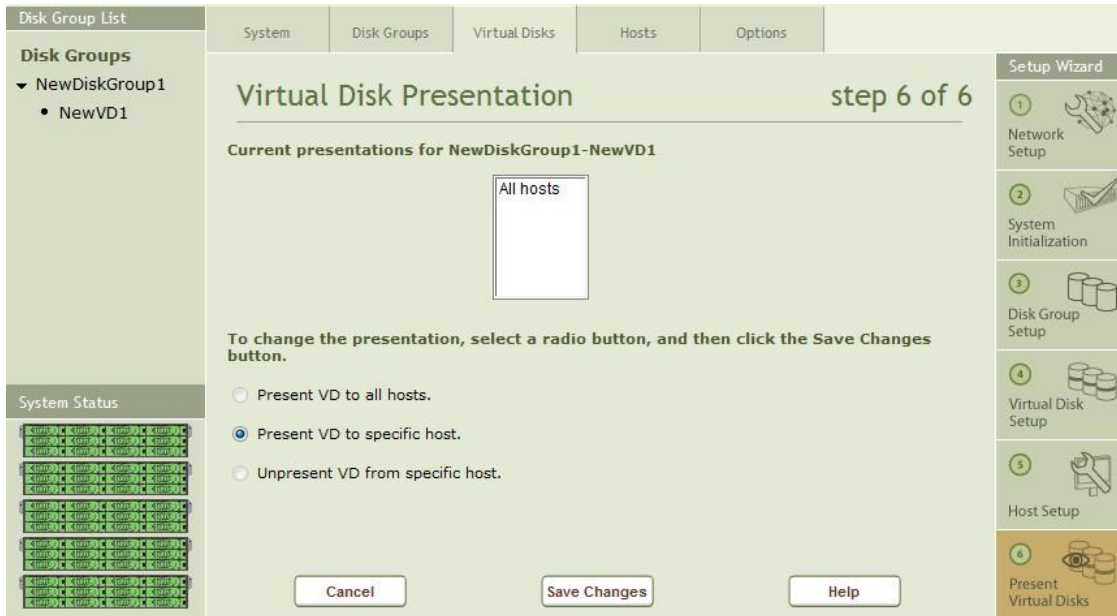 Disk Group List
Disk Groups
NewDiskGroup1
NewVD1
System Status
System
Disk Groups
Virtual Disks
Hosts
Options
Virtual Disk Presentation
step 6 of 6
Current presentations for NewDiskGroup1-NewVD1
All hosts
To change the presentation, select a radio button, and then click the Save Changes
button.
Present VD to all hosts.
Present VD to specific host.
Unpresent VD from specific host.
Cancel
Save Changes
Help
Setup Wizard
1
Network
Setup
2
System
Initialization
3
Disk Group
Setup
4
Virtual Disk
Setup
5
Host Setup
6
Present
Virtual Disks